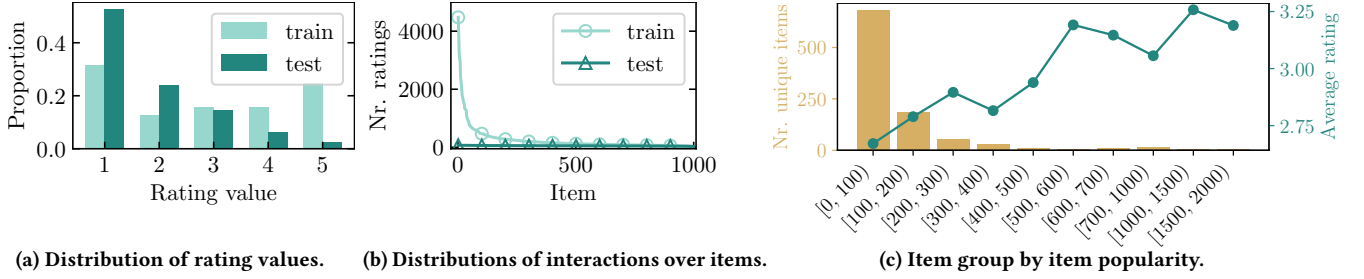 0.4
0.2
0.0
Proportion
train
test
1 2 3 4 5
Rating value
(a) Distribution of rating values.
4000
2000
0
Nr. ratings
train
test
0 500 1000
Item
(b) Distributions of interactions over items.
500
250
0
Nr. unique items
3.25
3.00
2.75
Average rating
[0, 100)
[100, 200)
[200, 300)
[300, 400)
[400, 500)
[500, 600)
[600, 700)
[700, 1000)
[1000, 1500)
[1500, 2000)
(c) Item group by item popularity.